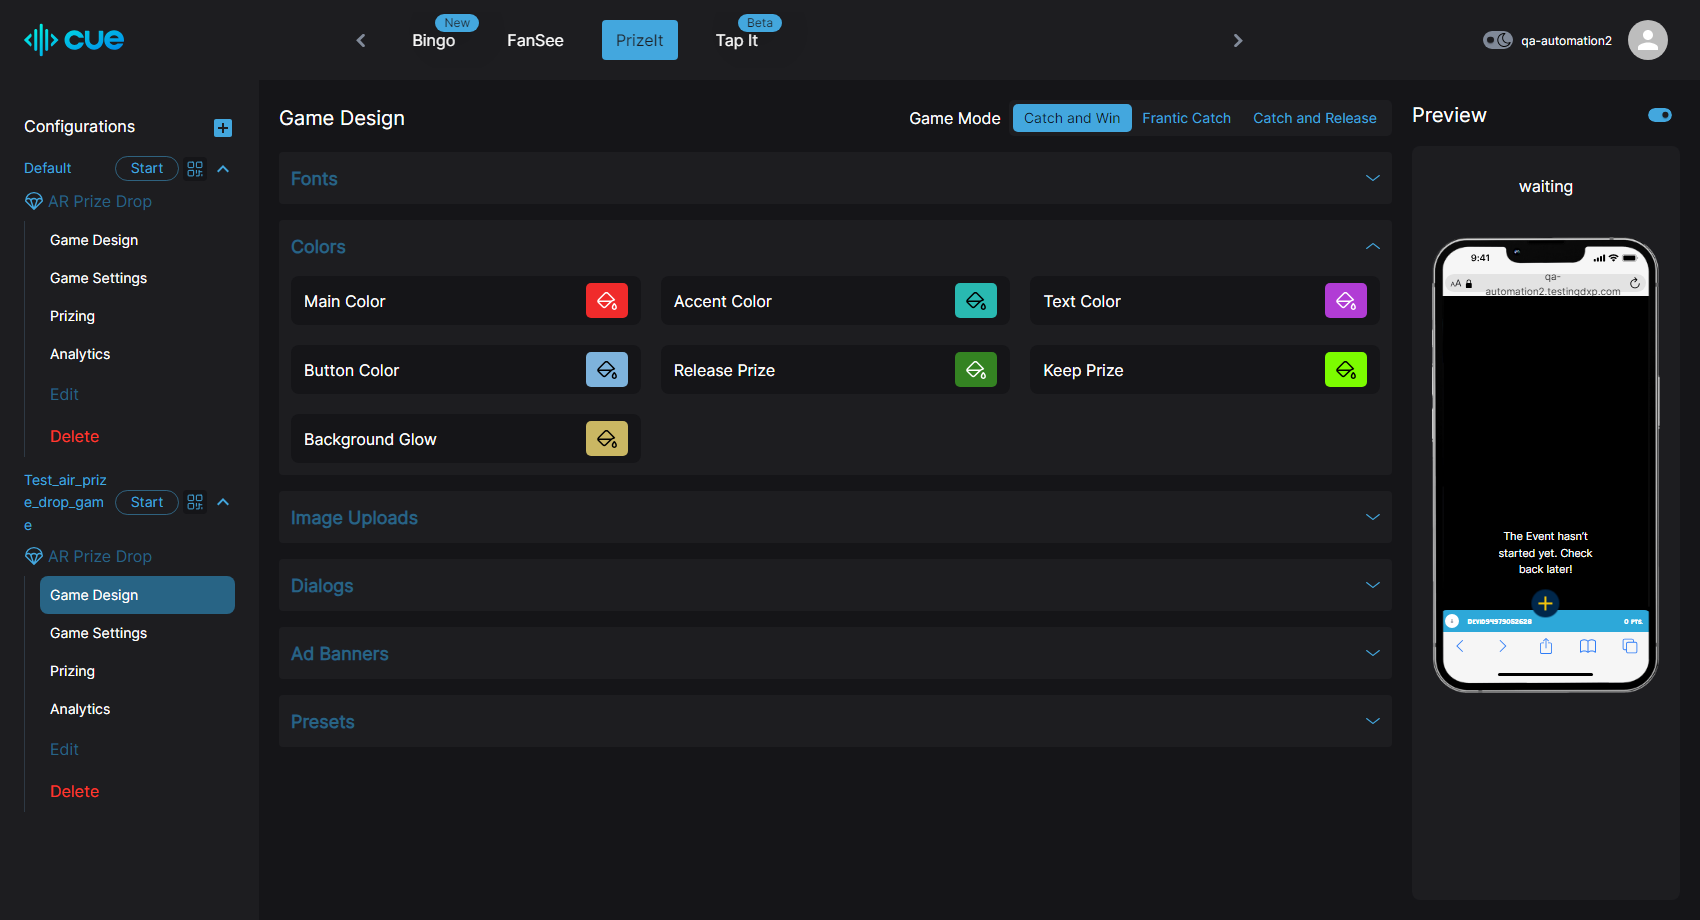 cue
New
Beta
Bingo
FanSee
PrizeIt
Tap It
qa-automation2
Configurations
Default
Start
AR Prize Drop
Game Design
Game Settings
Prizing
Analytics
Edit
Delete
Test_air_priz
e_drop_gam
e
Start
AR Prize Drop
Game Design
Game Settings
Prizing
Analytics
Edit
Delete
Game Design
Game Mode
Catch and Win
Frantic Catch
Catch and Release
Fonts
Colors
Main Color
Accent Color
Text Color
Button Color
Release Prize
Keep Prize
Background Glow
Image Uploads
Dialogs
Ad Banners
Presets
Preview
waiting
9:41
AA
qa-
automation2.testingdxp.com
The Event hasn't
started yet. Check
back later!
0 PTS.